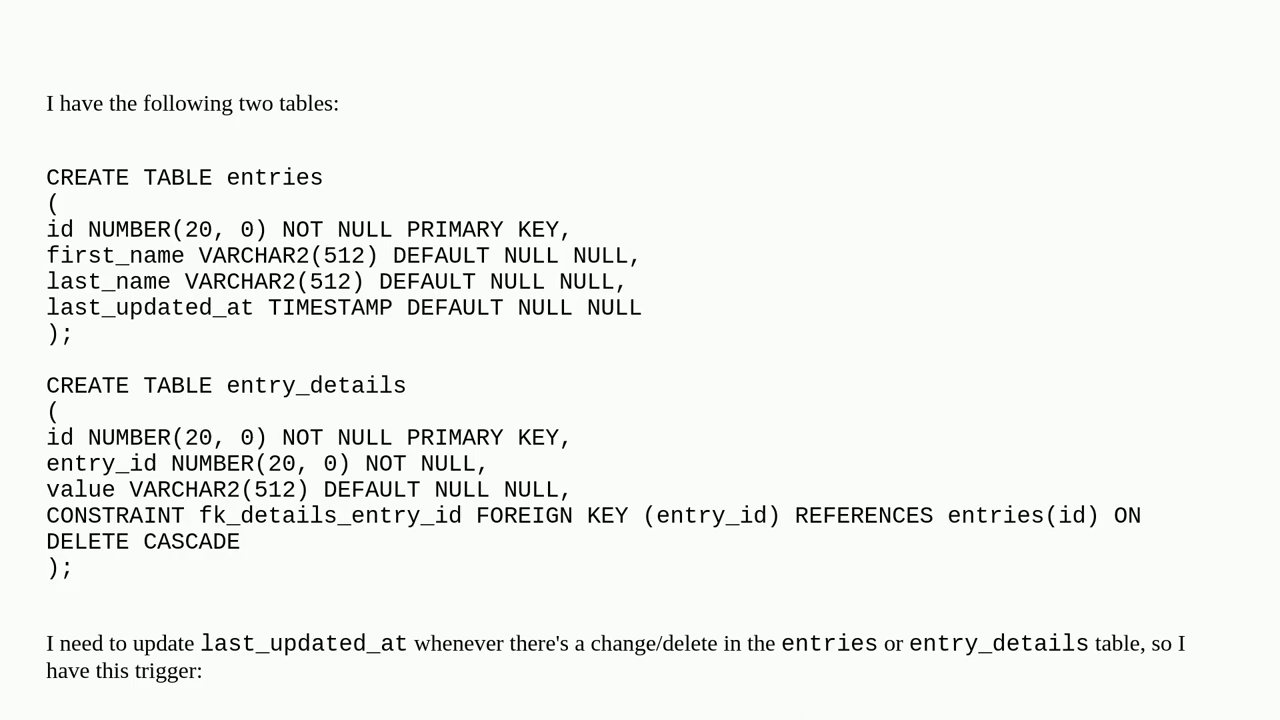 I have the following two tables:
CREATE TABLE entries
(
id NUMBER(20, 0) NOT NULL PRIMARY KEY,
first_name VARCHAR2(512) DEFAULT NULL NULL,
last_name VARCHAR2(512) DEFAULT NULL NULL,
last_updated_at TIMESTAMP DEFAULT NULL NULL
);
CREATE TABLE entry_details
(
id NUMBER(20, 0) NOT NULL PRIMARY KEY,
entry_id NUMBER(20, 0) NOT NULL,
value VARCHAR2(512) DEFAULT NULL NULL,
CONSTRAINT fk_details_entry_id FOREIGN KEY (entry_id) REFERENCES entries(id) ON
DELETE CASCADE
);
I need to update last_updated_at whenever there's a change/delete in the entries or entry_details table, so I
have this trigger: